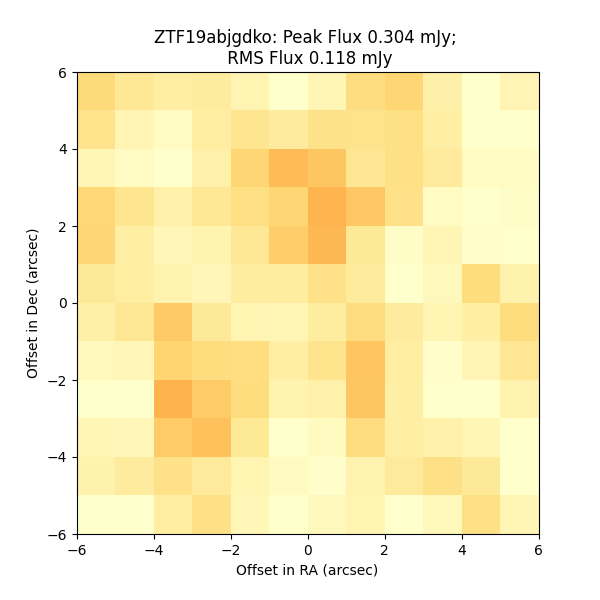 ZTF19abjgdko: Peak Flux 0.304 mJy;
RMS Flux 0.118 mJy
6
4
2
0
−2
−4
−6
Offset in Dec (arcsec)
−6 −4 −2 0 2 4 6
Offset in RA (arcsec)